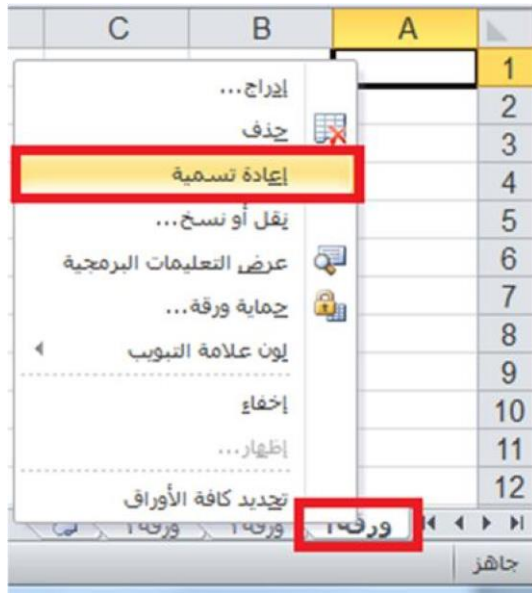 A B C
1
2
3
4
5
6
7
8
9
10
11
12
إدراج...
حذف
إعادة تسمية
نقل أو نسخ...
عرض التعليمات البرمجية
حماية ورقة...
لون علامة التبويب
إخفاء
إظهار...
تحديد كافة الأوراق
ورقة١
جاهز